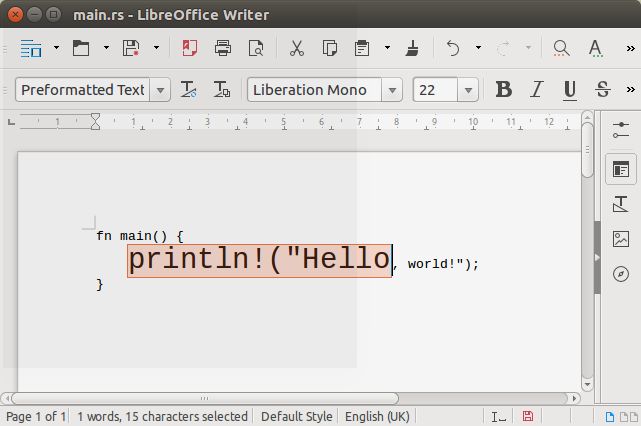 main.rs - LibreOffice Writer
Preformatted Text Liberation Mono 22 B I U S
1 1 2 3 4 5 6 7 8 9 10 11 12
fn main() {
println!("Hello, world!");
}
Page 1 of 1 1 words, 15 characters selected Default Style English (UK)